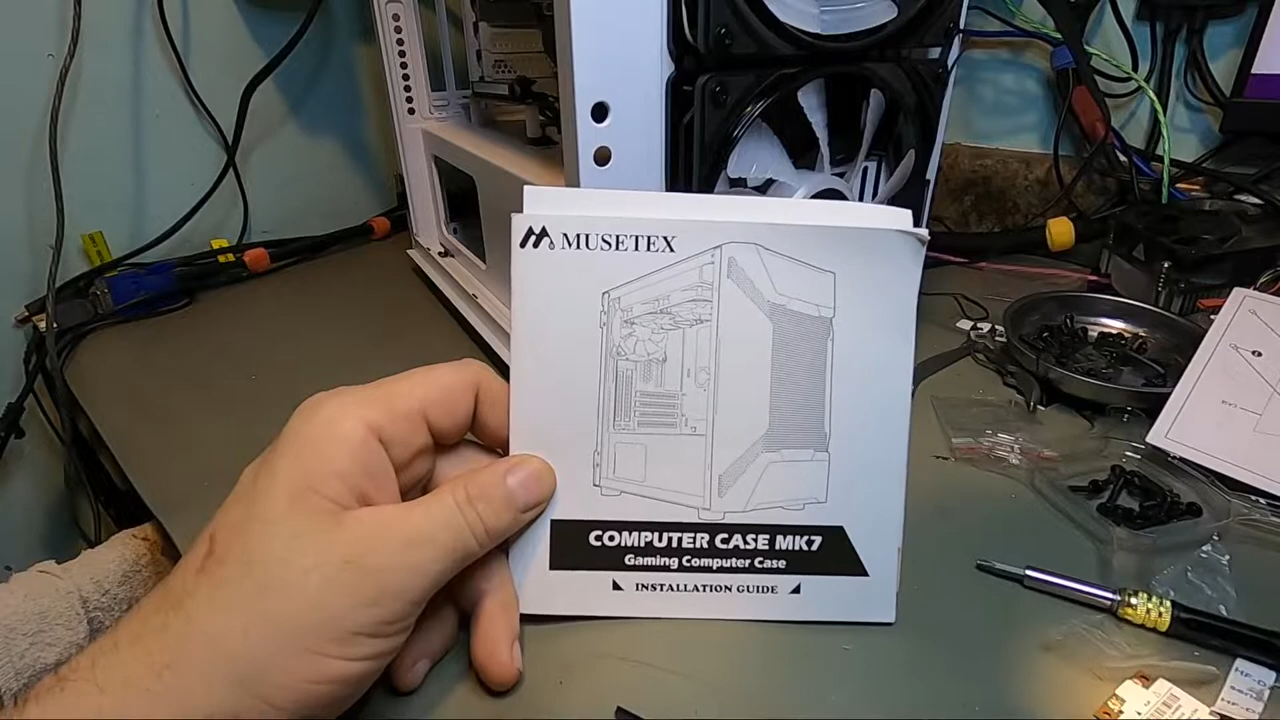 MUSETEX
COMPUTER CASE MK7
Gaming Computer Case
INSTALLATION GUIDE